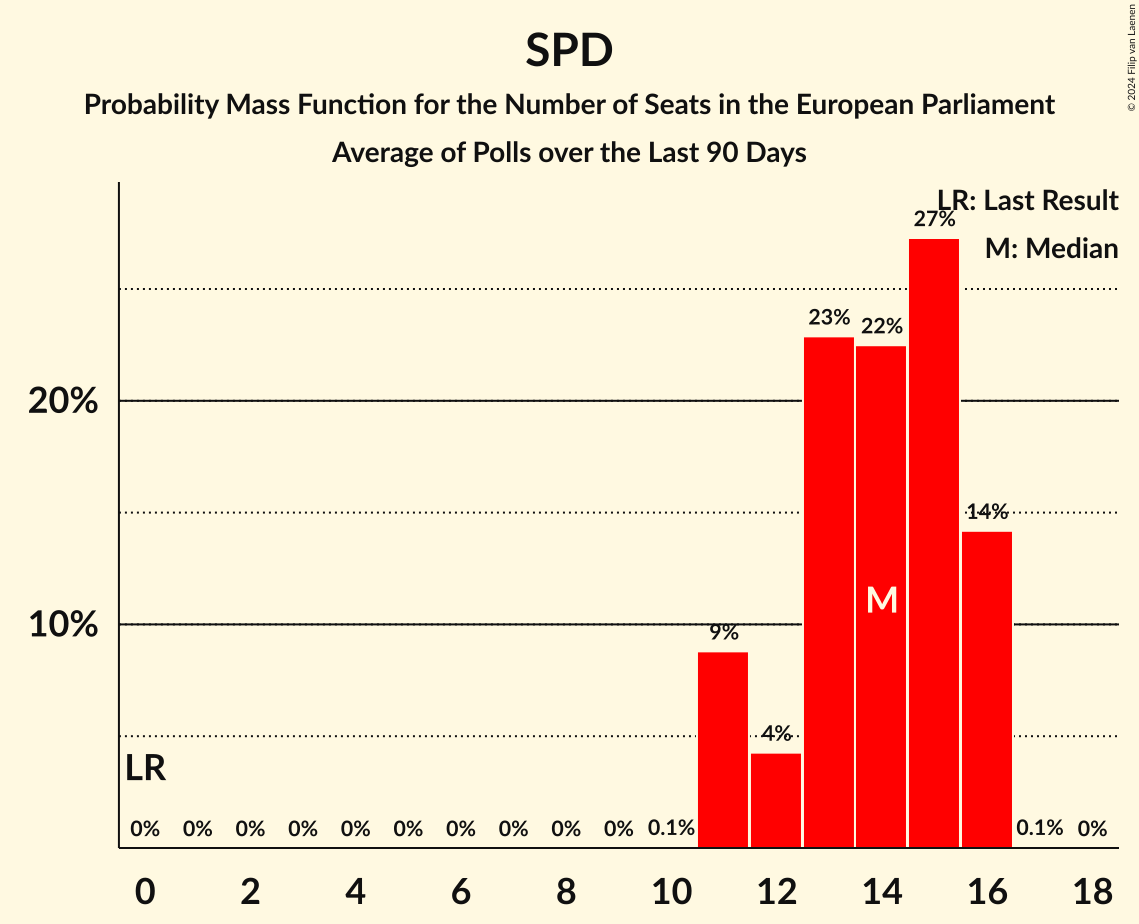 SPD
Probability Mass Function for the Number of Seats in the European Parliament
Average of Polls over the Last 90 Days
© 2024 Filip van Laenen
LR: Last Result
M: Median
27%
23%
22%
20%
14%
M
10%
9%
4%
LR
0% 0% 0% 0% 0% 0% 0% 0% 0% 0% 0.1% 0.1% 0%
0 2 4 6 8 10 12 14 16 18